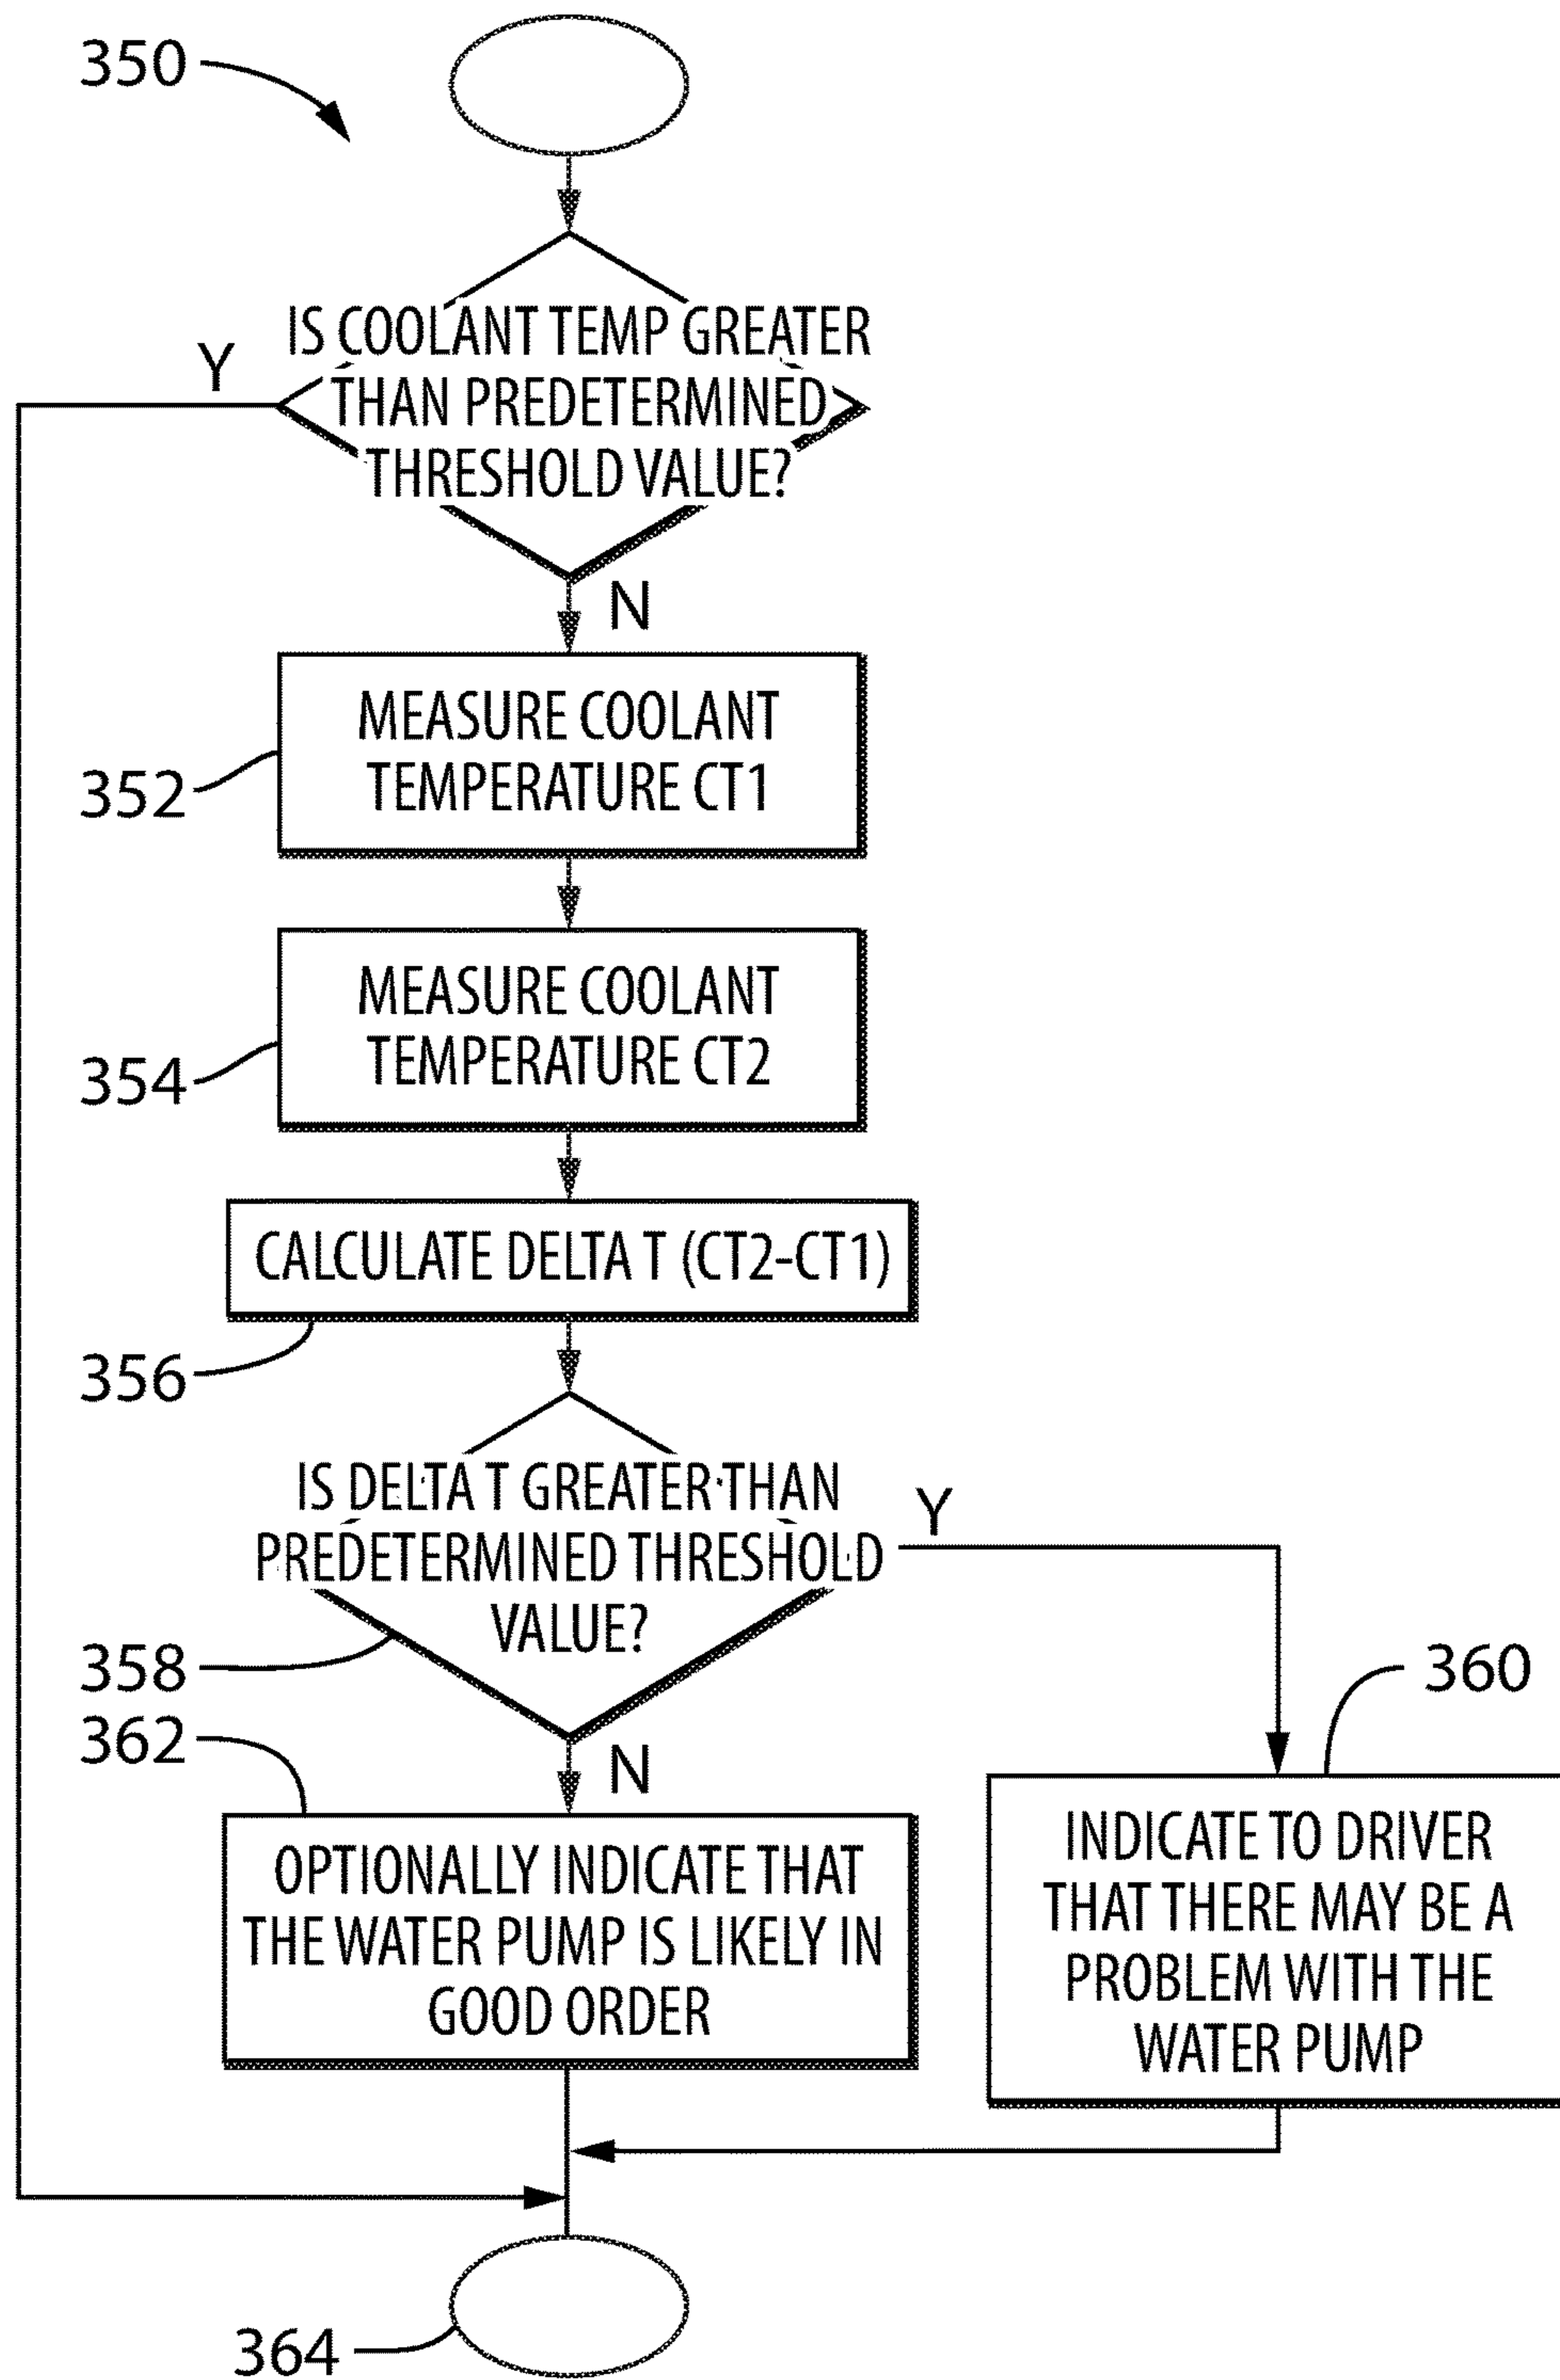 350
IS COOLANT TEMP GREATER
THAN PREDETERMINED
THRESHOLD VALUE?
Y
N
MEASURE COOLANT
TEMPERATURE CT1
352
MEASURE COOLANT
TEMPERATURE CT2
354
CALCULATE DELTA T (CT2-CT1)
356
IS DELTA T GREATER THAN
PREDETERMINED THRESHOLD
VALUE?
Y
358
360
362
N
OPTIONALLY INDICATE THAT
THE WATER PUMP IS LIKELY IN
GOOD ORDER
INDICATE TO DRIVER
THAT THERE MAY BE A
PROBLEM WITH THE
WATER PUMP
364